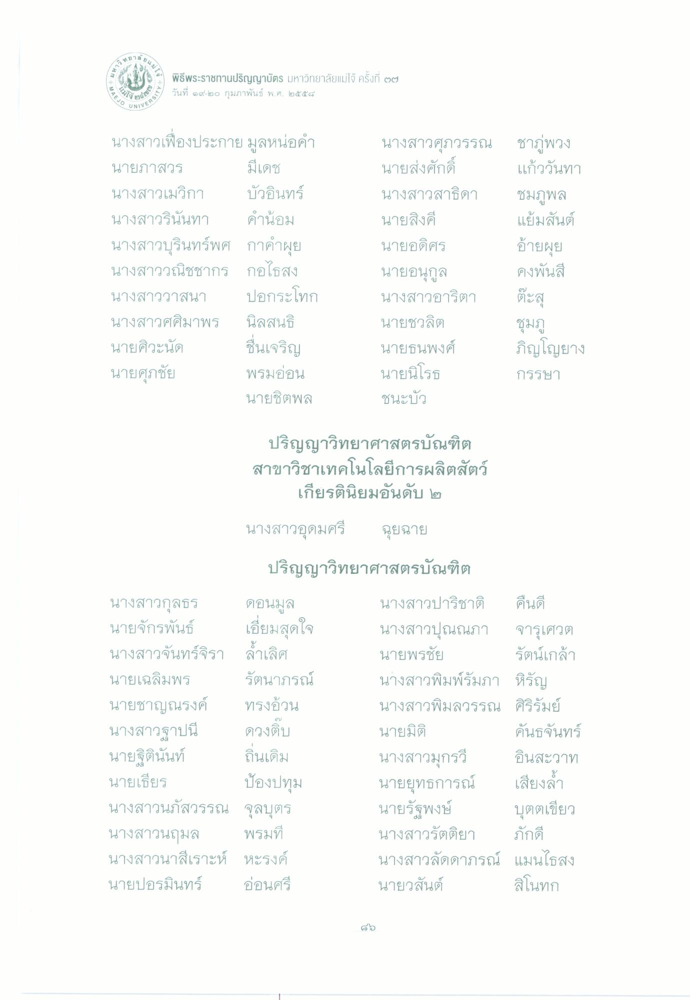 มหาวิทยาลัยแม่โจ้
แม่โจ้ ๒๔๗๗
MAEJO UNIVERSITY
พิธีพระราชทานปริญญาบัตร มหาวิทยาลัยแม่โจ้ ครั้งที่ ๓๗
วันที่ ๑๙-๒๐ กุมภาพันธ์ พ.ศ. ๒๕๕๘
นางสาวเฟื่องประกาย มูลหน่อคำ นางสาวศุภวรรณ ชาภู่พวง
นายภาสวร มีเดช นายส่งศักดิ์ แก้ววันทา
นางสาวเมวิกา บัวอินทร์ นางสาวสาธิดา ชมภูพล
นางสาวรินันทา คำน้อม นายสิงคี แย้มสันต์
นางสาวบุรินทร์พศ กาคำผุย นายอดิศร อ้ายผุย
นางสาววณิชชากร กอไธสง นายอนุกูล คงพันสี
นางสาววาสนา ปอกระโทก นางสาวอาริตา ต๊ะสุ
นางสาวศศิมาพร นิลสนธิ นายชวลิต ชุมภู
นายศิวะนัด ชื่นเจริญ นายธนพงศ์ ภิญโญยาง
นายศุภชัย พรมอ่อน นายนิโรธ กรรษา
นายชิตพล ชนะบัว
ปริญญาวิทยาศาสตรบัณฑิต
สาขาวิชาเทคโนโลยีการผลิตสัตว์
เกียรตินิยมอันดับ ๒
นางสาวอุดมศรี ฉุยฉาย
ปริญญาวิทยาศาสตรบัณฑิต
นางสาวกุลธร ดอนมูล นางสาวปาริชาติ คืนดี
นายจักรพันธ์ เอี่ยมสุดใจ นางสาวปุณณภา จารุเศวต
นางสาวจันทร์จิรา ล้ำเลิศ นายพรชัย รัตน์เกล้า
นายเฉลิมพร รัตนาภรณ์ นางสาวพิมพ์รัมภา หิรัญ
นายชาญณรงค์ ทรงอ้วน นางสาวพิมลวรรณ ศิริรัมย์
นางสาวฐาปนี ดวงติ๊บ นายมิติ คันธจันทร์
นายฐิตินันท์ ถิ่นเดิม นางสาวมุกรวี อินสะวาท
นายเธียร ป้องปทุม นายยุทธการณ์ เสียงล้ำ
นางสาวนภัสวรรณ จุลบุตร นายรัฐพงษ์ บุตตเขียว
นางสาวนฤมล พรมที นางสาวรัตติยา ภักดี
นางสาวนาสีเราะห์ หะรงค์ นางสาวลัดดาภรณ์ แมนไธสง
นายปอรมินทร์ อ่อนศรี นายวสันต์ สิโนทก
๘๖